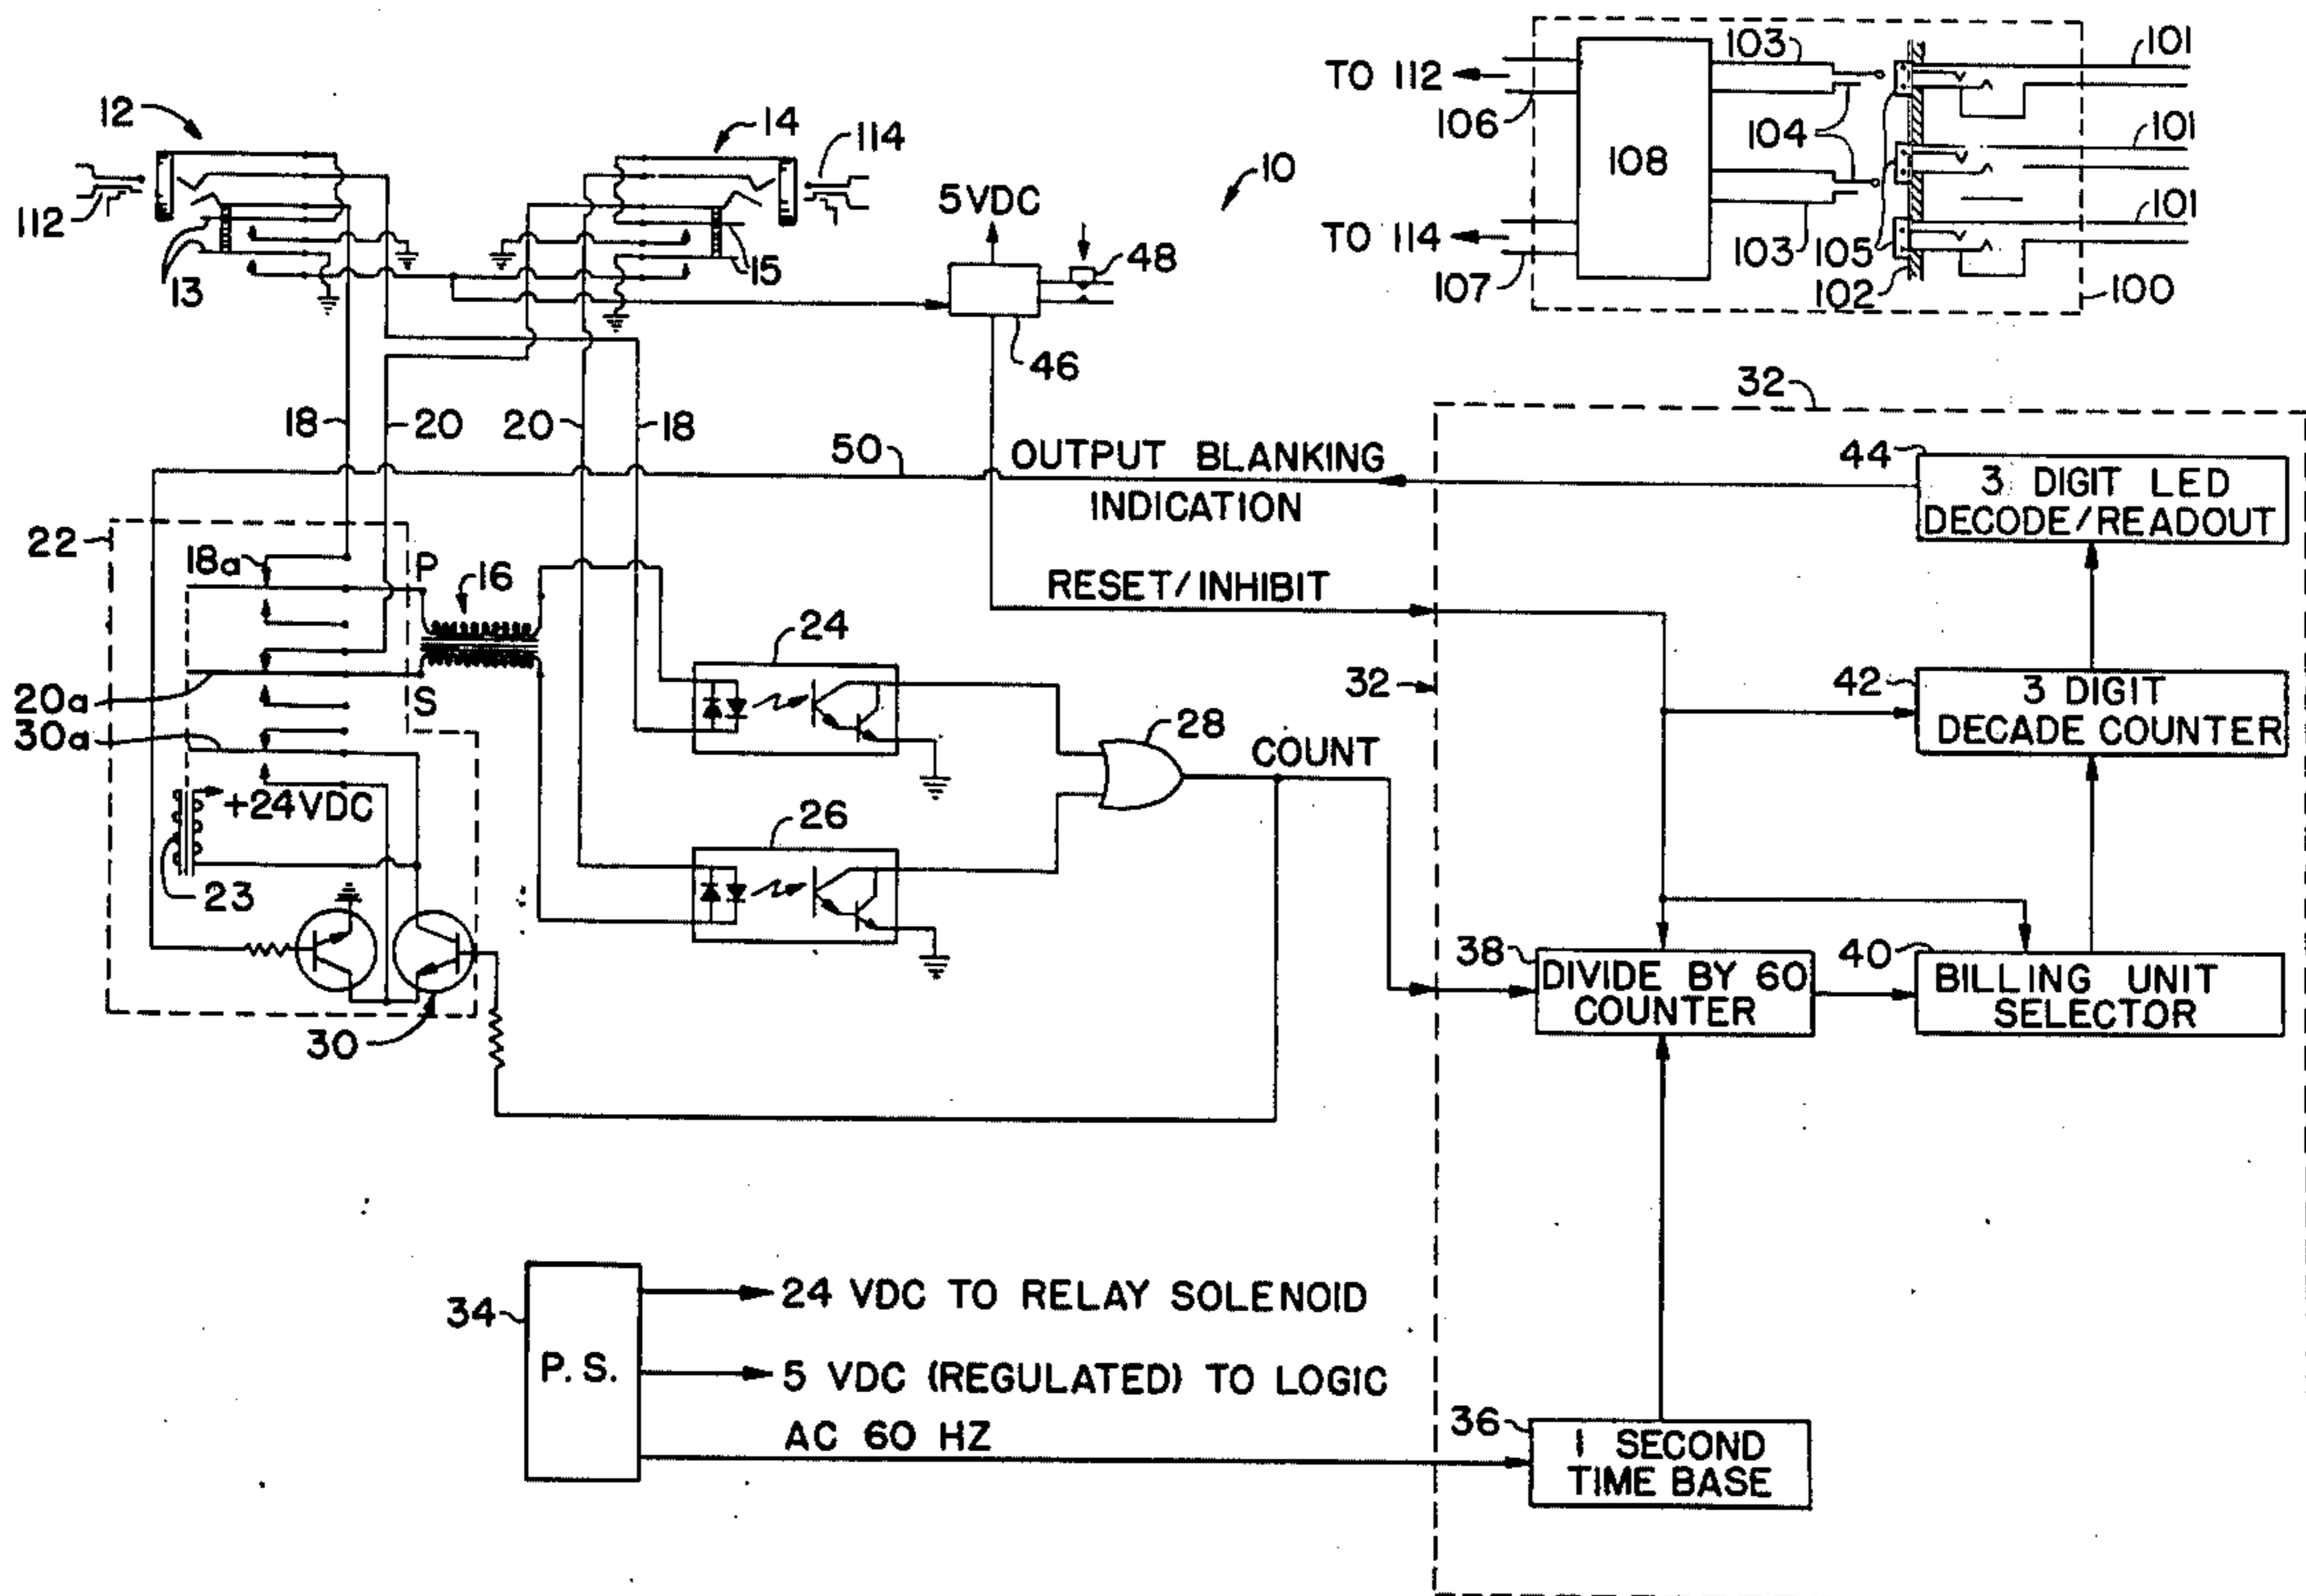 12
112
13
14
114
15
5VDC
48
46
10
TO 112
106
TO 114
107
108
103
104
103
105
102
101
101
101
100
18
20
20
18
50
OUTPUT BLANKING
INDICATION
RESET/INHIBIT
32
44
3 DIGIT LED
DECODE/READOUT
22
18a
P
16
S
20a
30a
+24VDC
23
30
24
26
28
COUNT
32
42
3 DIGIT
DECADE COUNTER
38
DIVIDE BY 60
COUNTER
40
BILLING UNIT
SELECTOR
34
P.S.
24 VDC TO RELAY SOLENOID
5 VDC (REGULATED) TO LOGIC
AC 60 HZ
36
1 SECOND
TIME BASE